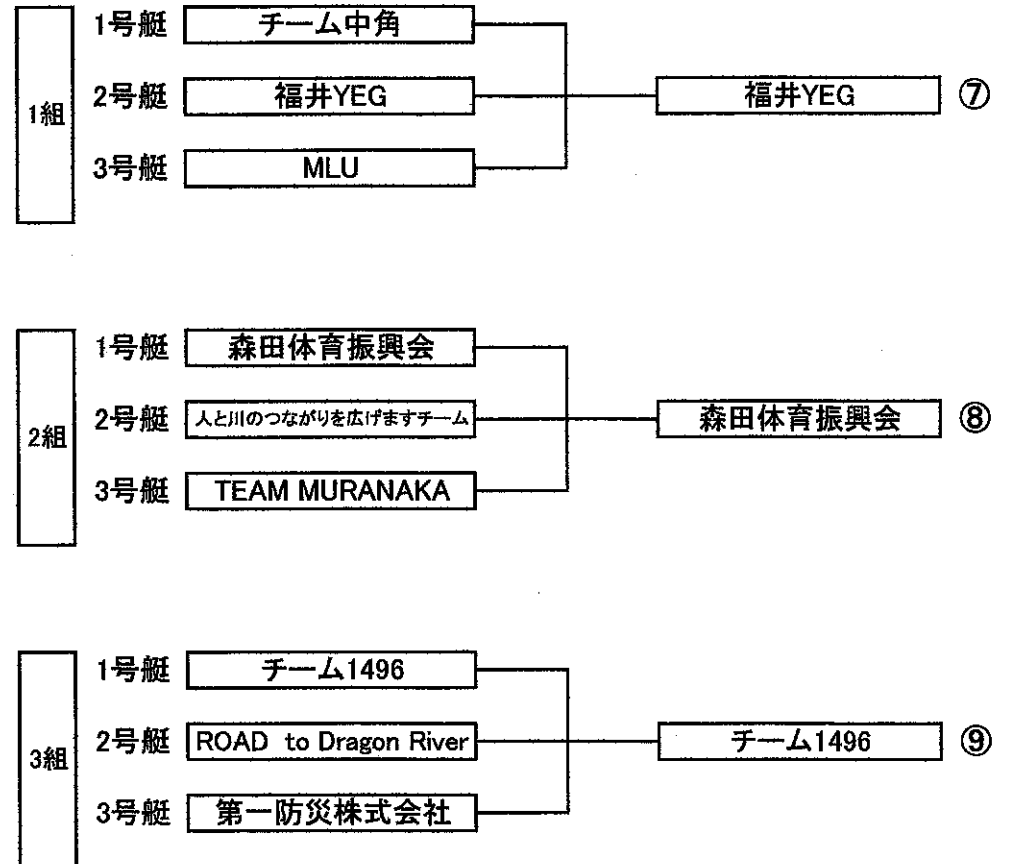 1組
1号艇 チーム中角
2号艇 福井YEG 福井YEG ⑦
3号艇 MLU
2組
1号艇 森田体育振興会
2号艇 人と川のつながりを広げますチーム 森田体育振興会 ⑧
3号艇 TEAM MURANAKA
3組
1号艇 チーム1496
2号艇 ROAD to Dragon River チーム1496 ⑨
3号艇 第一防災株式会社